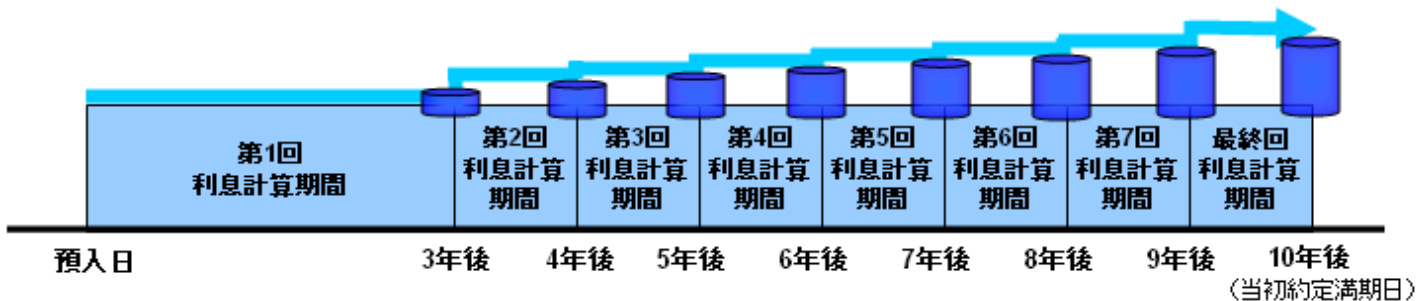 第1回
利息計算期間
第2回
利息計算
期間
第3回
利息計算
期間
第4回
利息計算
期間
第5回
利息計算
期間
第6回
利息計算
期間
第7回
利息計算
期間
最終回
利息計算
期間
預入日
3年後
4年後
5年後
6年後
7年後
8年後
9年後
10年後
（当初約定満期日）